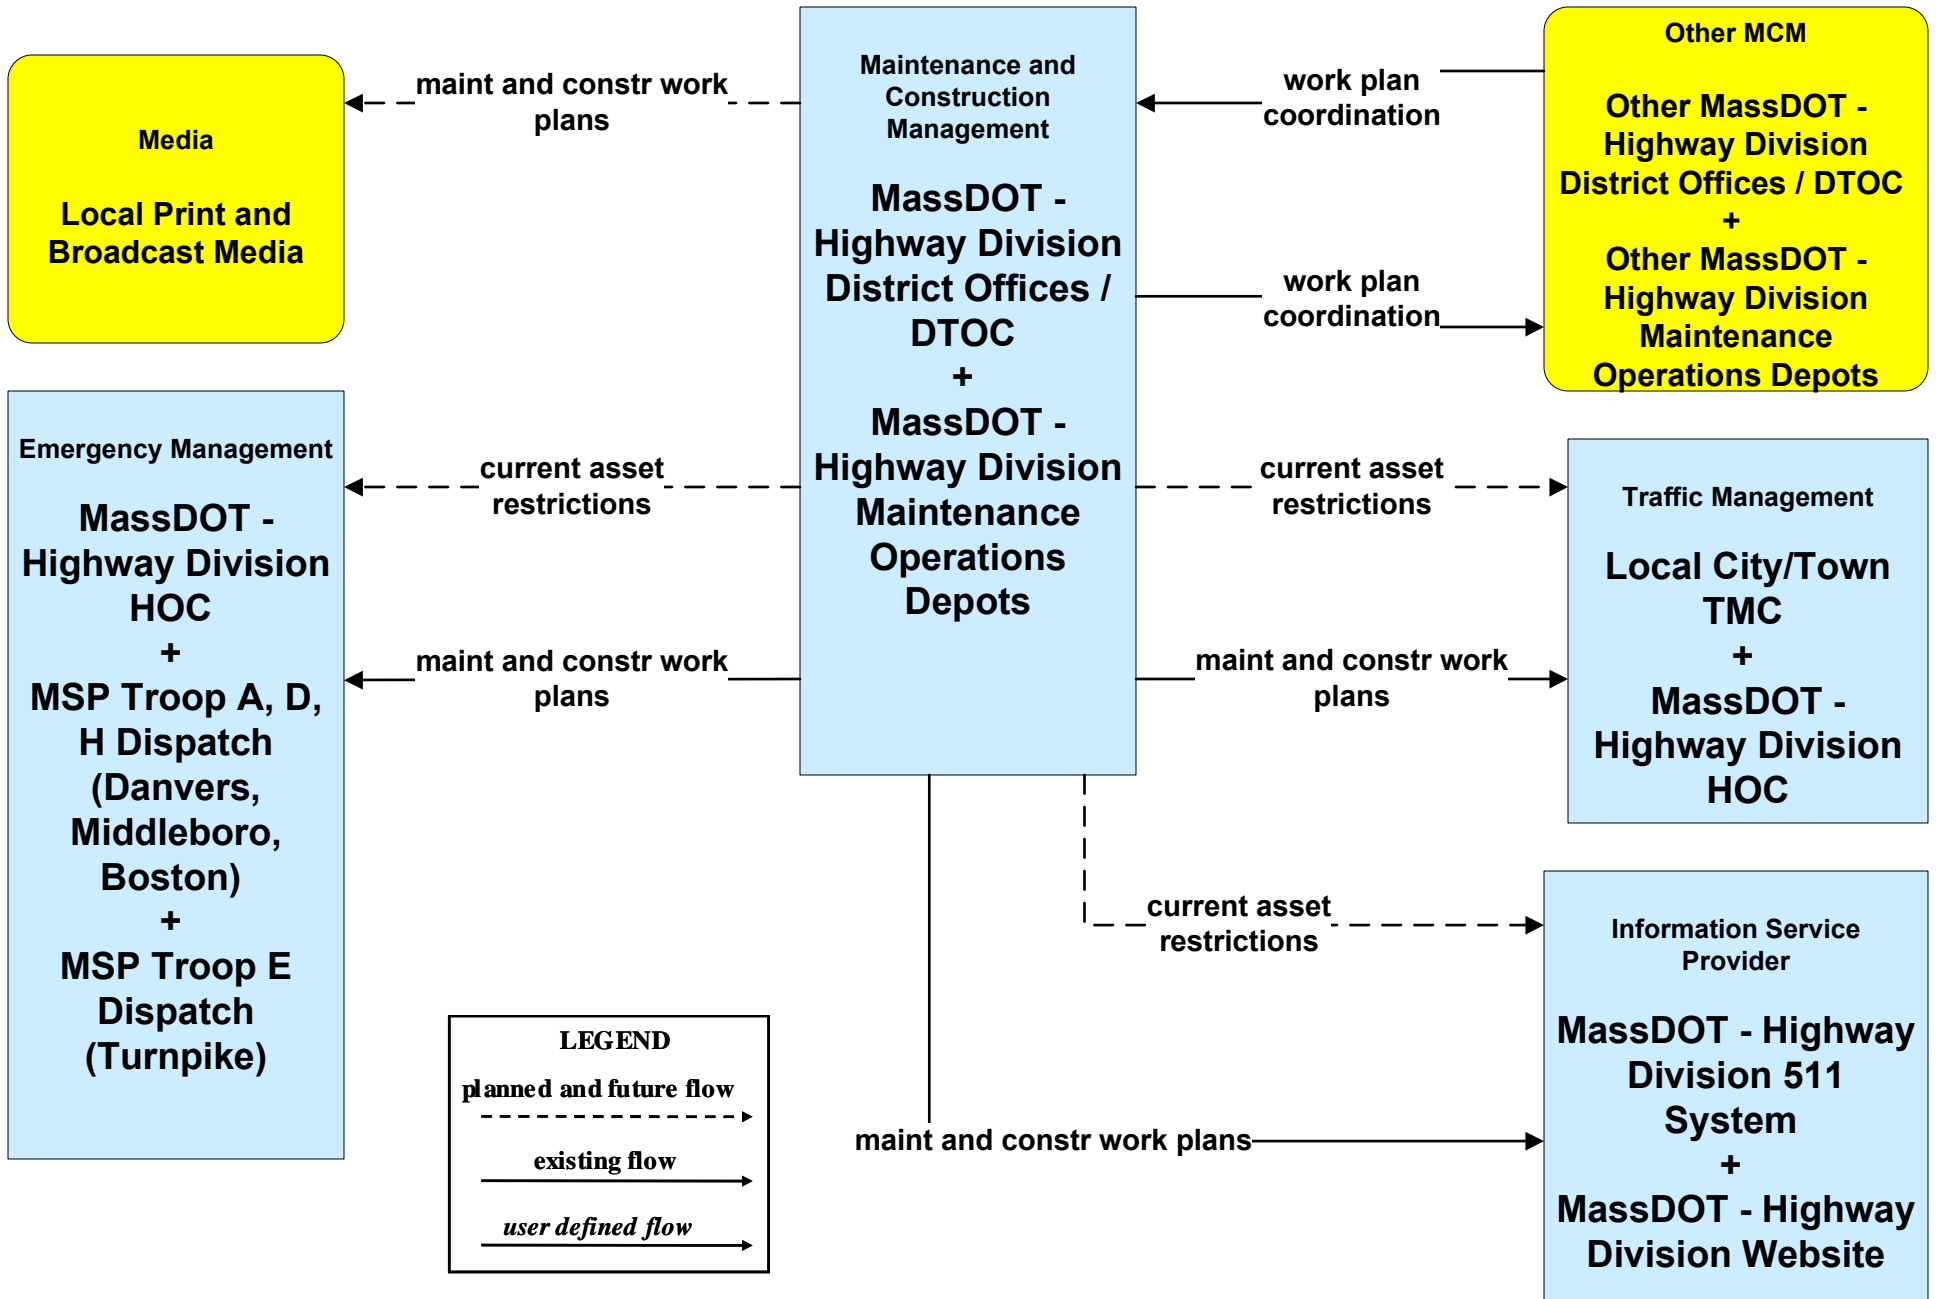 Media
Local Print and
Broadcast Media
maint and constr work
plans
Maintenance and
Construction
Management
MassDOT -
Highway Division
District Offices /
DTOC
+
MassDOT -
Highway Division
Maintenance
Operations
Depots
work plan
coordination
work plan
coordination
Other MCM
Other MassDOT -
Highway Division
District Offices / DTOC
+
Other MassDOT -
Highway Division
Maintenance
Operations Depots
Emergency Management
MassDOT -
Highway Division
HOC
+
MSP Troop A, D,
H Dispatch
(Danvers,
Middleboro,
Boston)
+
MSP Troop E
Dispatch
(Turnpike)
current asset
restrictions
maint and constr work
plans
current asset
restrictions
maint and constr work
plans
Traffic Management
Local City/Town
TMC
+
MassDOT -
Highway Division
HOC
current asset
restrictions
maint and constr work plans
Information Service
Provider
MassDOT - Highway
Division 511
System
+
MassDOT - Highway
Division Website
LEGEND
planned and future flow
existing flow
user defined flow